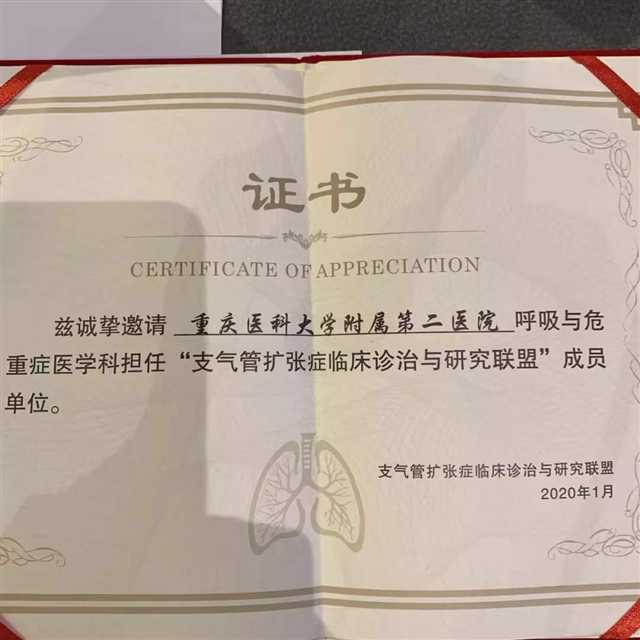 证书
CERTIFICATE OF APPRECIATION
兹诚挚邀请 重庆医科大学附属第二医院 呼吸与危
重症医学科担任“支气管扩张症临床诊治与研究联盟”成员
单位。
支气管扩张症临床诊治与研究联盟
2020年1月